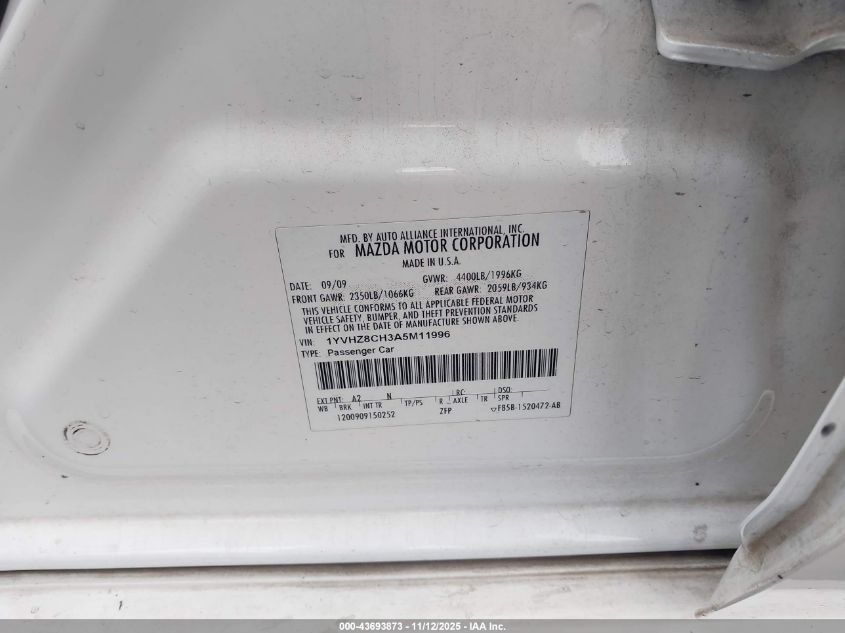 MFD. BY AUTO ALLIANCE INTERNATIONAL, INC.
FOR MAZDA MOTOR CORPORATION
MADE IN U.S.A.
DATE: 09/09 GVWR: 4400LB/1996KG
FRONT GAWR: 2350LB/1066KG REAR GAWR: 2059LB/934KG
THIS VEHICLE CONFORMS TO ALL APPLICABLE FEDERAL MOTOR
VEHICLE SAFETY, BUMPER, AND THEFT PREVENTION STANDARDS
IN EFFECT ON THE DATE OF MANUFACTURE SHOWN ABOVE.
VIN: 1YVHZ8CH3A5M11996
TYPE: Passenger Car
EXT PNT: A2 N RC: DSO:
WB BRK INT TR TP/PS R AXLE TR SPR
1200909150252 ZFP F85B-1520472-AB
000-43693873 - 11/12/2025 - IAA Inc.